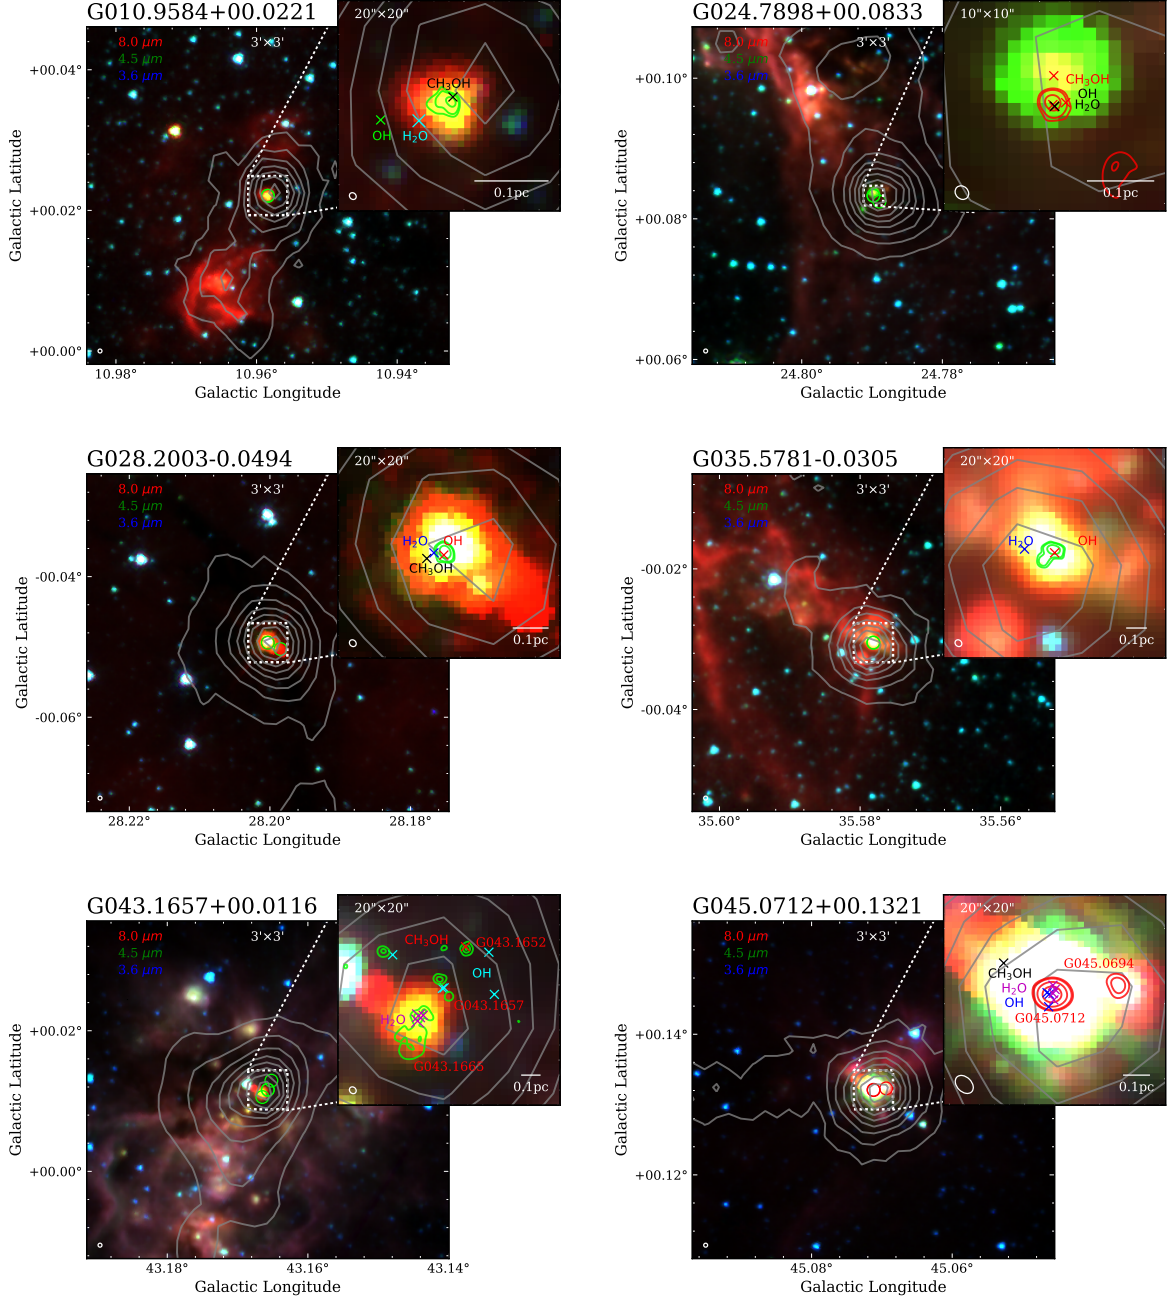 G010.9584+00.0221
8.0 μm
4.5 μm
3.6 μm
3'×3'
20"×20"
CH3OH
OH
H2O
0.1pc
+00.04°
+00.02°
+00.00°
Galactic Latitude
10.98°
10.96°
10.94°
Galactic Longitude
G024.7898+00.0833
8.0 μm
4.5 μm
3.6 μm
3'×3'
10"×10"
CH3OH
OH
H2O
0.1pc
+00.10°
+00.08°
+00.06°
Galactic Latitude
24.80°
24.78°
Galactic Longitude
G028.2003-0.0494
8.0 μm
4.5 μm
3.6 μm
3'×3'
20"×20"
H2O
OH
CH3OH
0.1pc
-00.04°
-00.06°
Galactic Latitude
28.22°
28.20°
28.18°
Galactic Longitude
G035.5781-0.0305
8.0 μm
4.5 μm
3.6 μm
3'×3'
20"×20"
H2O
OH
0.1pc
-00.02°
-00.04°
Galactic Latitude
35.60°
35.58°
35.56°
Galactic Longitude
G043.1657+00.0116
8.0 μm
4.5 μm
3.6 μm
3'×3'
20"×20"
CH3OH
G043.1652
OH
G043.1657
H2O
G043.1665
0.1pc
+00.02°
+00.00°
Galactic Latitude
43.18°
43.16°
43.14°
Galactic Longitude
G045.0712+00.1321
8.0 μm
4.5 μm
3.6 μm
3'×3'
20"×20"
G045.0694
CH3OH
H2O
OH
G045.0712
0.1pc
+00.14°
+00.12°
Galactic Latitude
45.08°
45.06°
Galactic Longitude